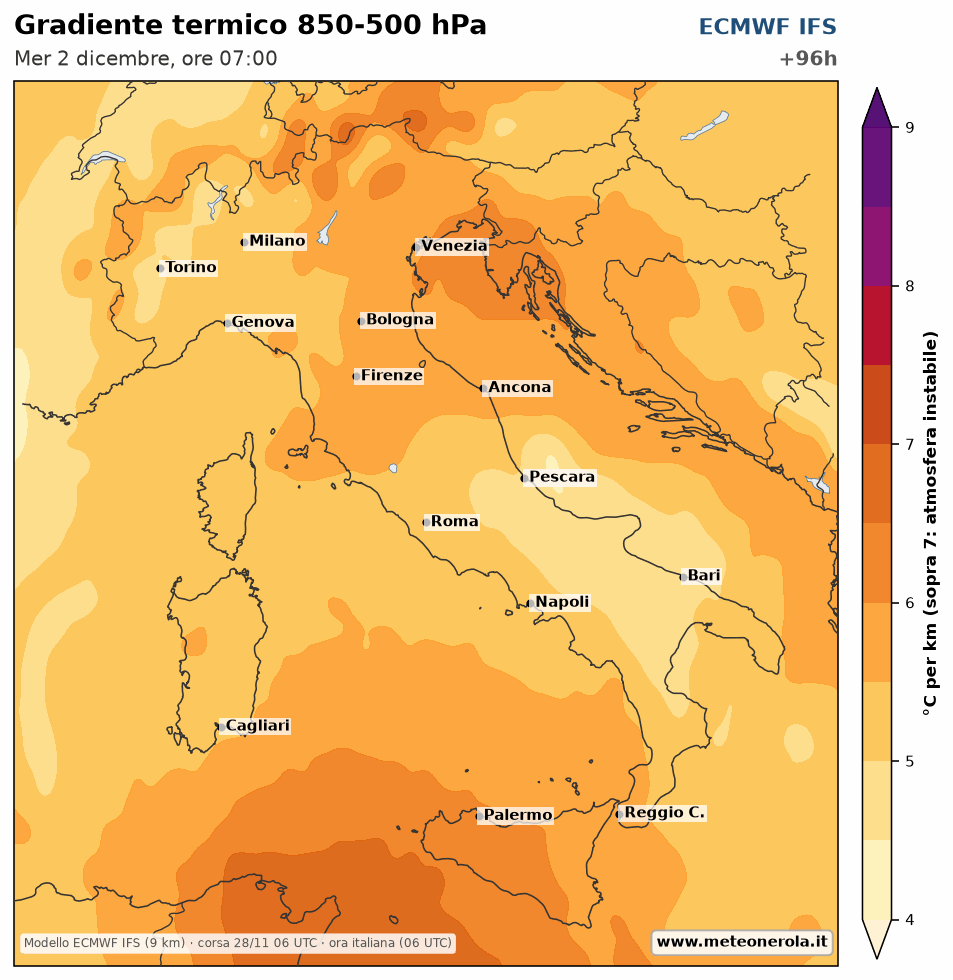 Gradiente termico 850-500 hPa
ECMWF IFS
Mer 2 dicembre, ore 07:00
+96h
Milano
Venezia
Torino
Genova
Bologna
Firenze
Ancona
Pescara
Roma
Bari
Napoli
Cagliari
Palermo
Reggio C.
9
8
7
6
5
4
°C per km (sopra 7: atmosfera instabile)
Modello ECMWF IFS (9 km) · corsa 28/11 06 UTC · ora italiana (06 UTC)
www.meteonerola.it